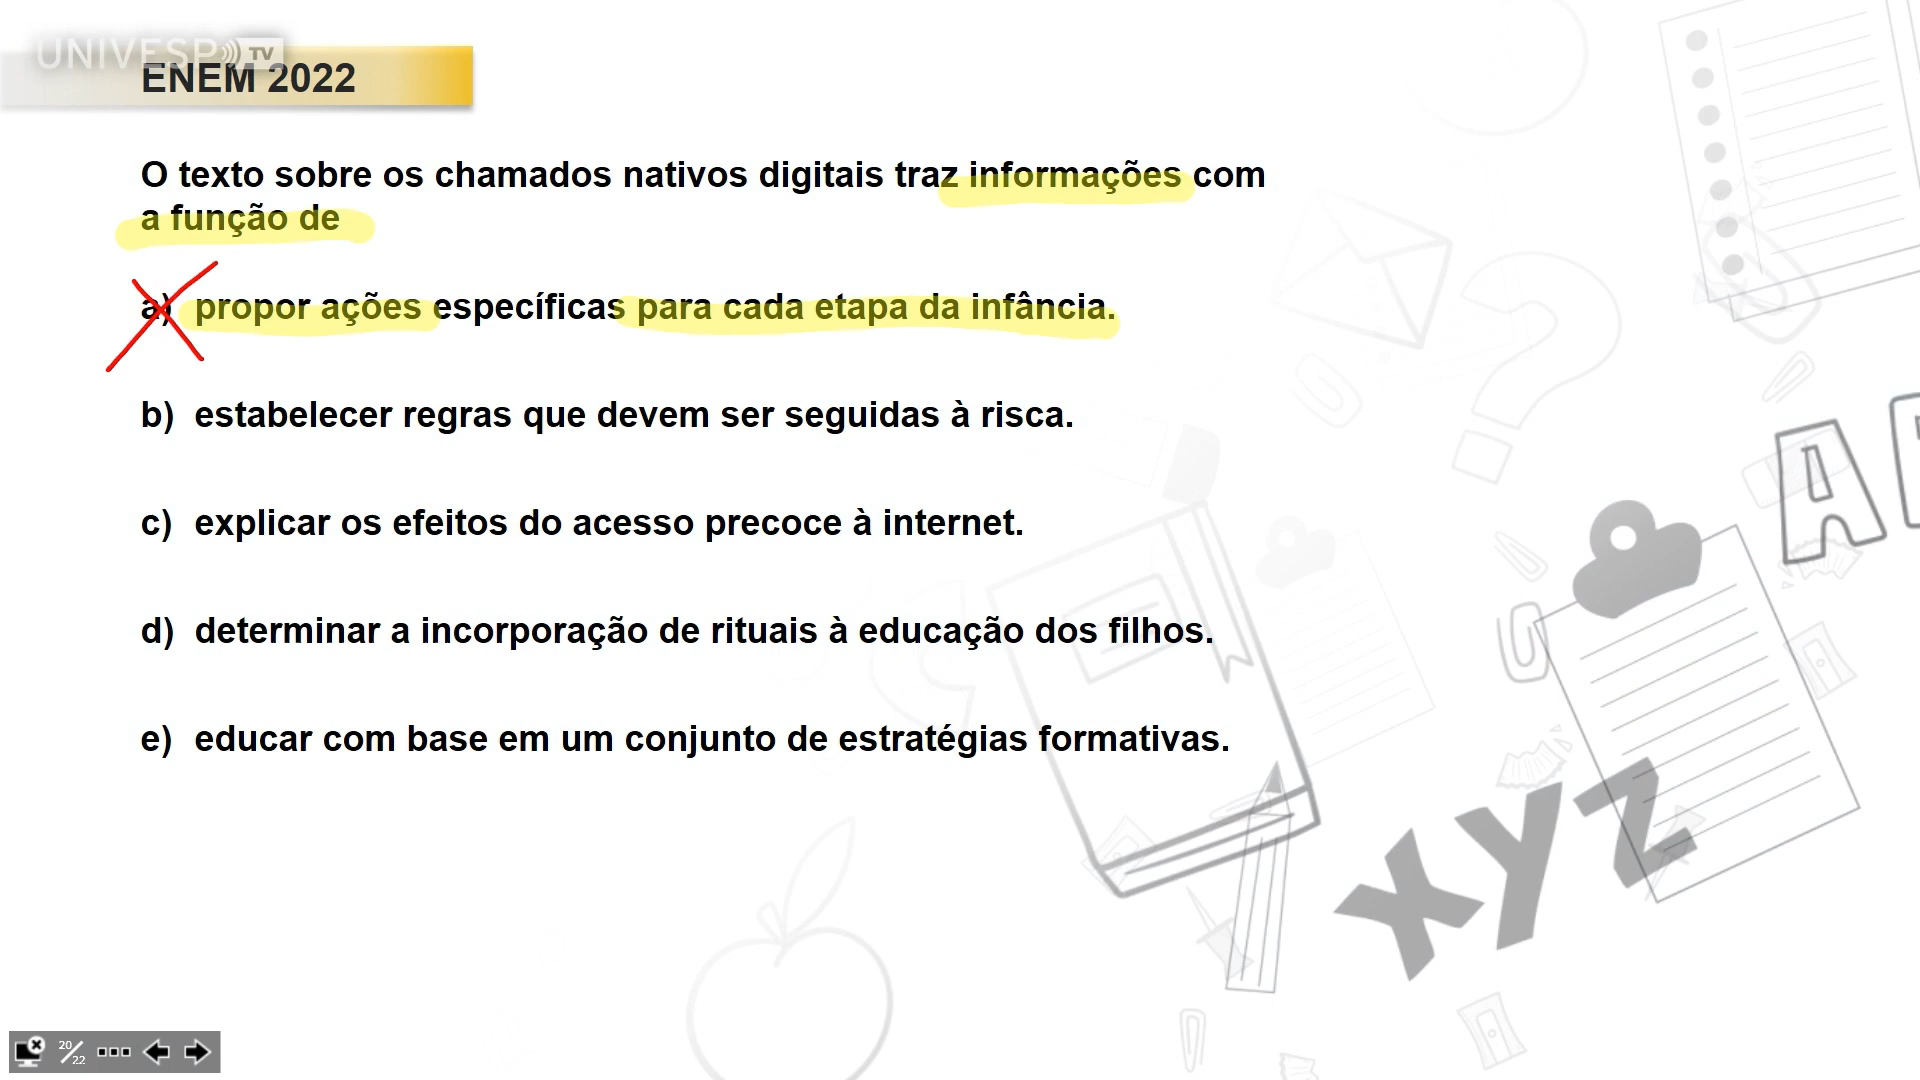 UNIVESP TV
ENEM 2022
O texto sobre os chamados nativos digitais traz informações com
a função de
a) propor ações específicas para cada etapa da infância.
b) estabelecer regras que devem ser seguidas à risca.
c) explicar os efeitos do acesso precoce à internet.
d) determinar a incorporação de rituais à educação dos filhos.
e) educar com base em um conjunto de estratégias formativas.
A
XYZ
20/22